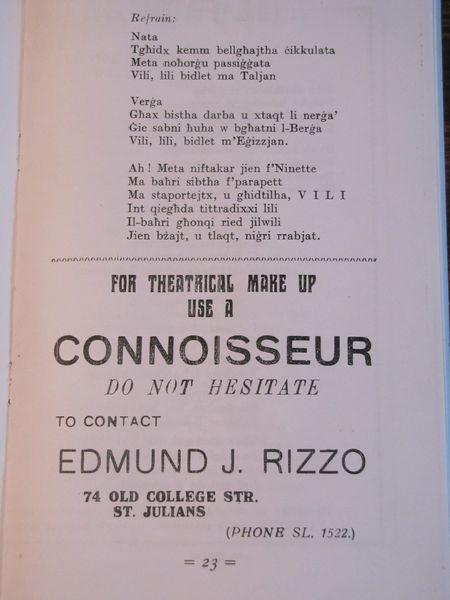 Refrain:
Nata
Tgħidx kemm bellgħajtha ċikkulata
Meta noħorġu passiġġata
Vili, lili bidlet ma Taljan
Verġa
Għax bistha darba u xtaqt li nerġa'
Ġie sabni ħuha w bgħatni l-Berġa
Vili, lili, bidlet m'Eġizzjan.
Ah ! Meta niftakar jien f'Ninette
Ma baħri sibtha f'parapett
Ma staportejtx, u għidtilha, V I L I
Int qiegħda tittradixxi lili
Il-baħri għonqi ried jilwili
Jien bżajt, u tlaqt, niġri rrabjat.
FOR THEATRICAL MAKE UP
USE A
CONNOISSEUR
DO NOT HESITATE
TO CONTACT
EDMUND J. RIZZO
74 OLD COLLEGE STR.
ST. JULIANS
(PHONE SL. 1522.)
= 23 =